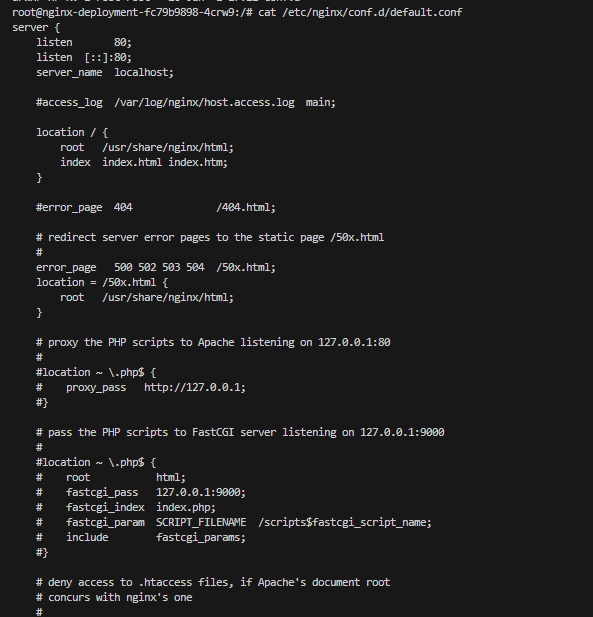 root@nginx-deployment-fc79b9898-4crw9:/# cat /etc/nginx/conf.d/default.conf
server {
    listen       80;
    listen  [::]:80;
    server_name  localhost;

    #access_log  /var/log/nginx/host.access.log  main;

    location / {
        root   /usr/share/nginx/html;
        index  index.html index.htm;
    }

    #error_page  404              /404.html;

    # redirect server error pages to the static page /50x.html
    #
    error_page   500 502 503 504  /50x.html;
    location = /50x.html {
        root   /usr/share/nginx/html;
    }

    # proxy the PHP scripts to Apache listening on 127.0.0.1:80
    #
    #location ~ \.php$ {
    #    proxy_pass   http://127.0.0.1;
    #}

    # pass the PHP scripts to FastCGI server listening on 127.0.0.1:9000
    #
    #location ~ \.php$ {
    #    root           html;
    #    fastcgi_pass   127.0.0.1:9000;
    #    fastcgi_index  index.php;
    #    fastcgi_param  SCRIPT_FILENAME  /scripts$fastcgi_script_name;
    #    include        fastcgi_params;
    #}

    # deny access to .htaccess files, if Apache's document root
    # concurs with nginx's one
    #